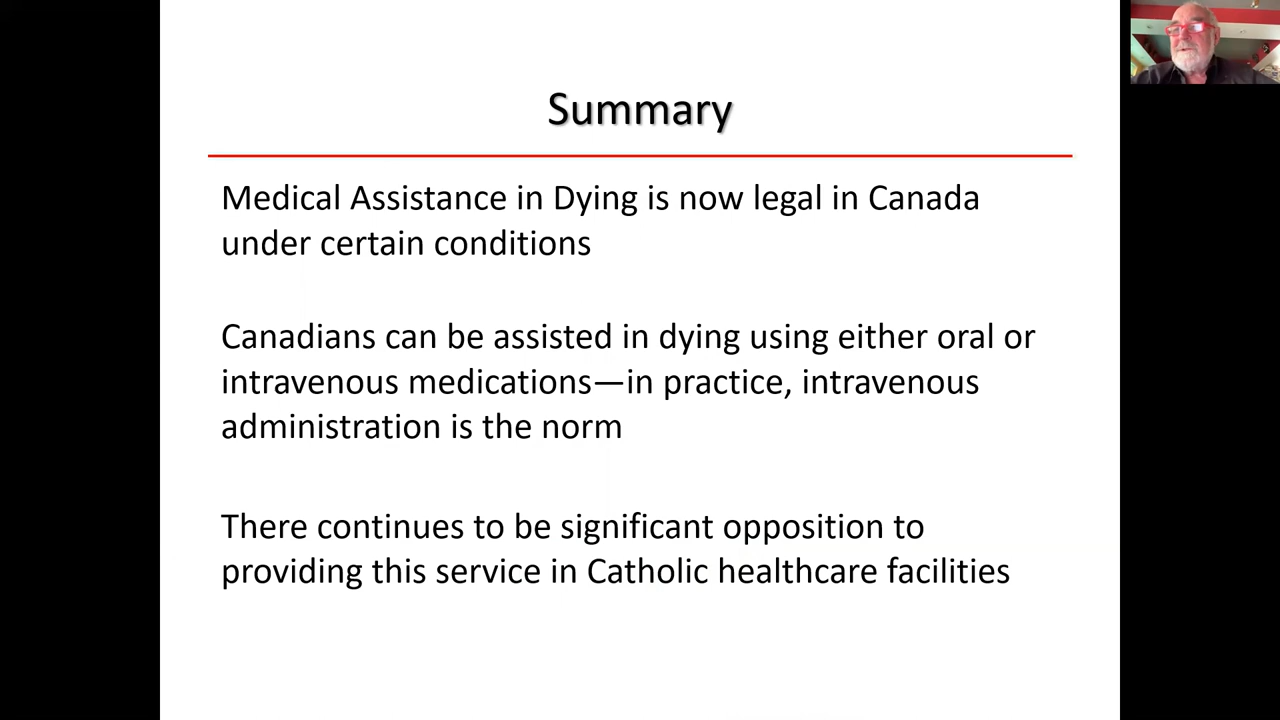 Summary
Medical Assistance in Dying is now legal in Canada
under certain conditions
Canadians can be assisted in dying using either oral or
intravenous medications—in practice, intravenous
administration is the norm
There continues to be significant opposition to
providing this service in Catholic healthcare facilities